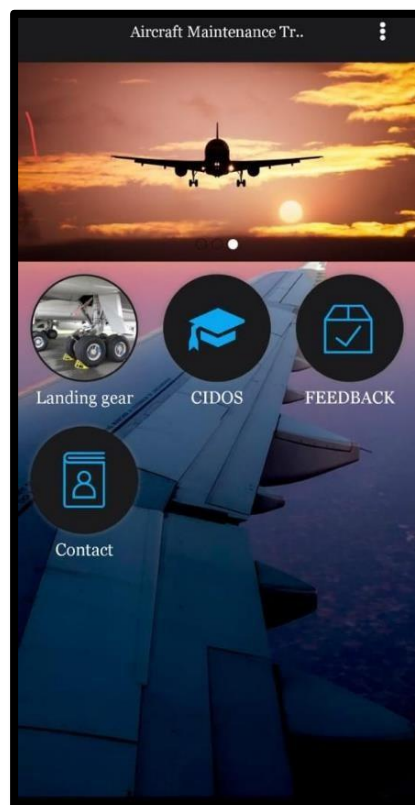 Aircraft Maintenance Tr..
Landing gear
CIDOS
FEEDBACK
Contact